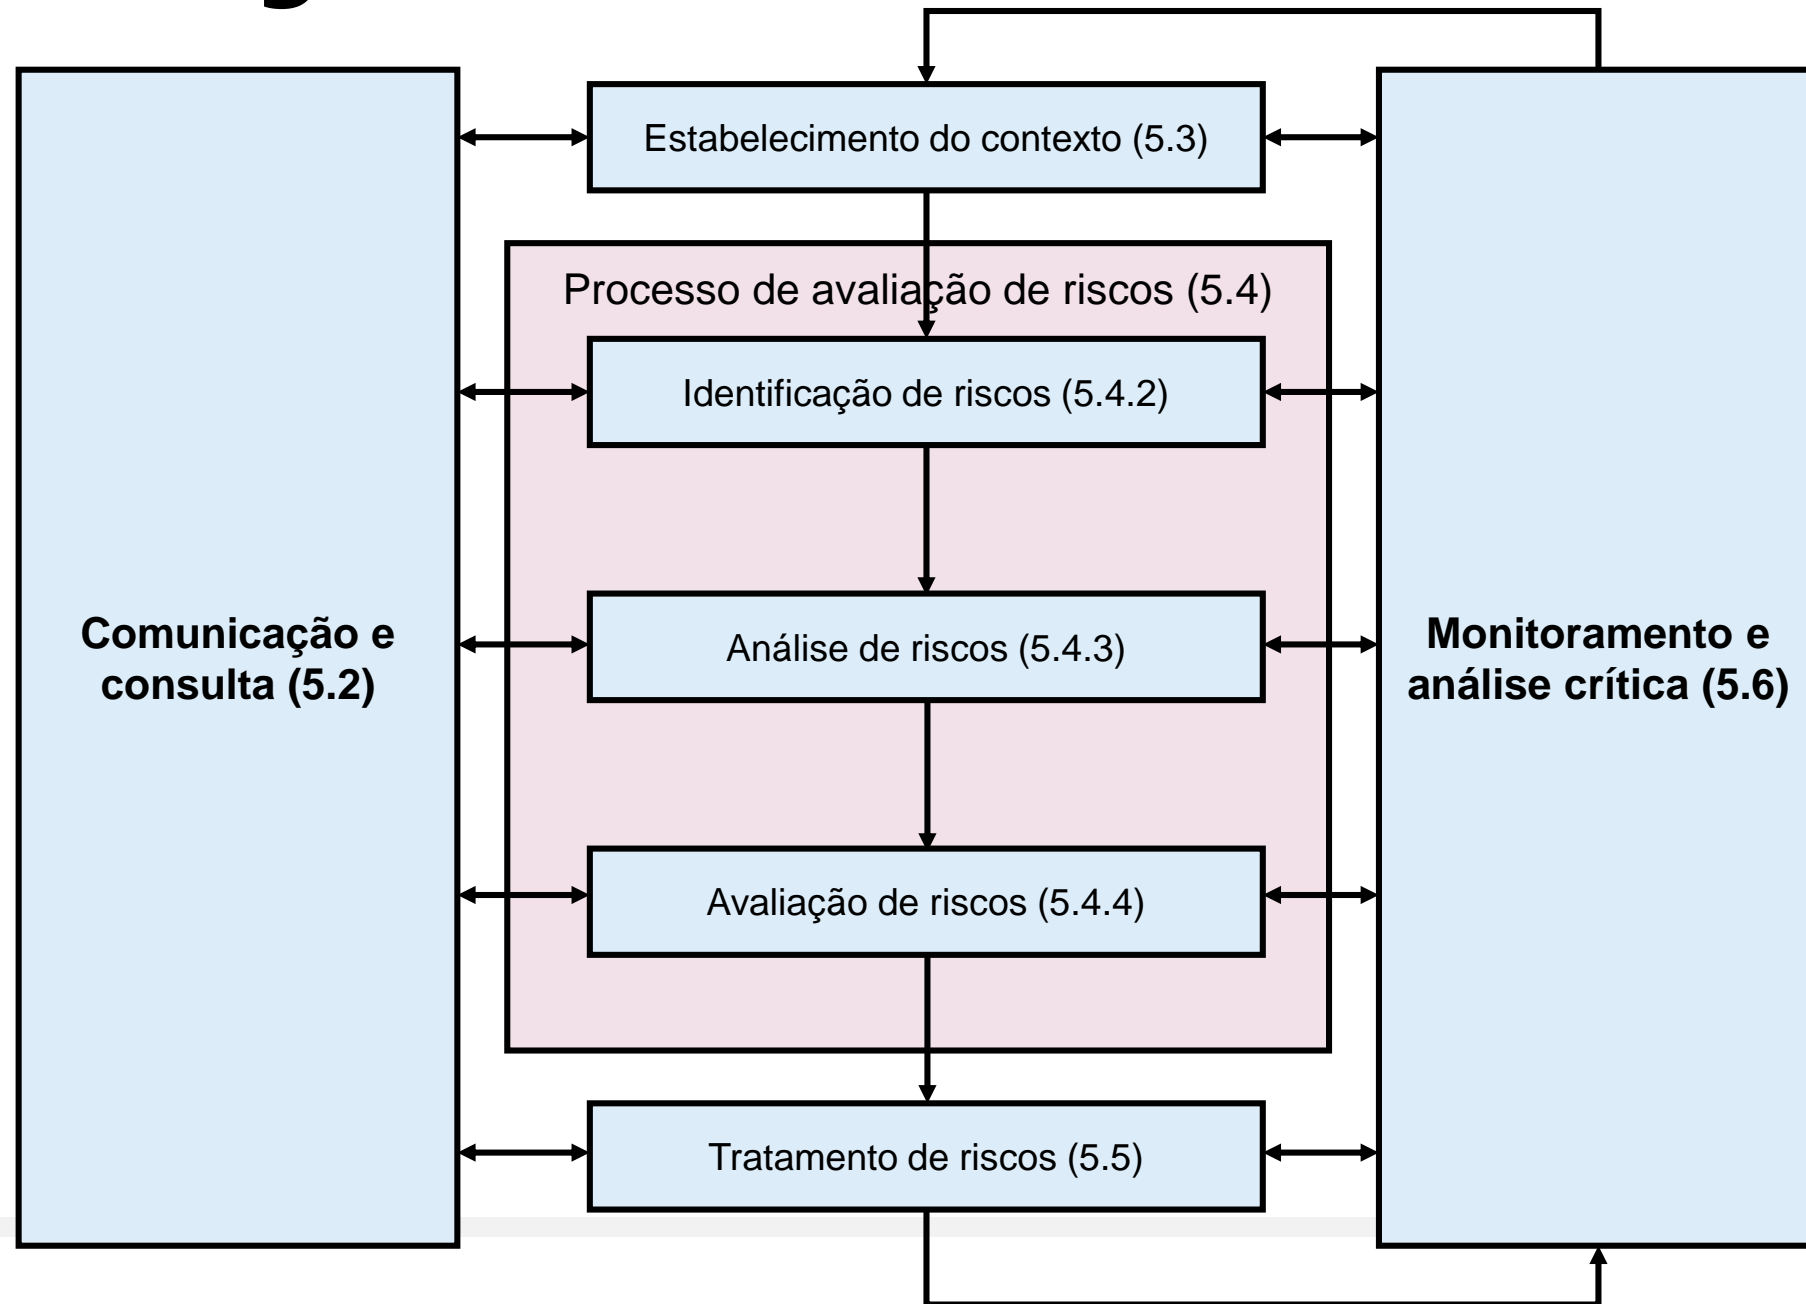 Estabelecimento do contexto (5.3)
Processo de avaliação de riscos (5.4)
Identificação de riscos (5.4.2)
Comunicação e
consulta (5.2)
Análise de riscos (5.4.3)
Monitoramento e
análise crítica (5.6)
Avaliação de riscos (5.4.4)
Tratamento de riscos (5.5)